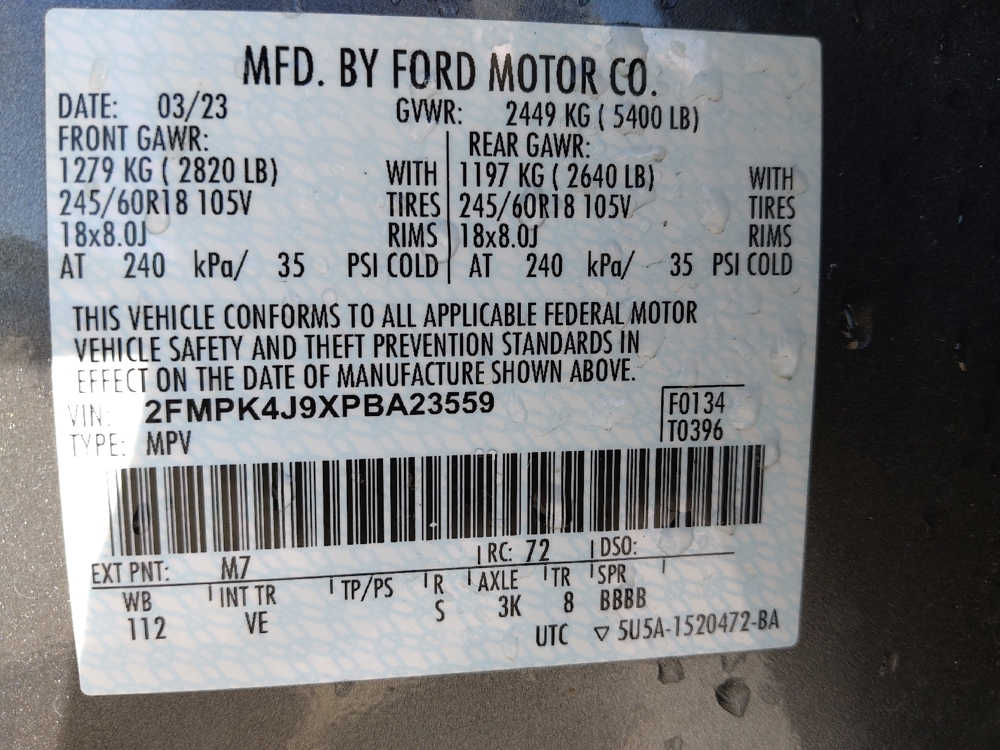 MFD. BY FORD MOTOR CO.
DATE: 03/23 GVWR: 2449 KG ( 5400 LB)
FRONT GAWR: REAR GAWR:
1279 KG ( 2820 LB) WITH 1197 KG ( 2640 LB) WITH
245/60R18 105V TIRES 245/60R18 105V TIRES
18x8.0J RIMS 18x8.0J RIMS
AT 240 kPa/ 35 PSI COLD AT 240 kPa/ 35 PSI COLD
THIS VEHICLE CONFORMS TO ALL APPLICABLE FEDERAL MOTOR
VEHICLE SAFETY AND THEFT PREVENTION STANDARDS IN
EFFECT ON THE DATE OF MANUFACTURE SHOWN ABOVE.
VIN: 2FMPK4J9XPBA23559 F0134
TYPE: MPV T0396
EXT PNT: M7 RC: 72 DSO:
WB INT TR TP/PS R AXLE TR SPR
112 VE S 3K 8 BBBB
UTC ▽ 5U5A-1520472-BA